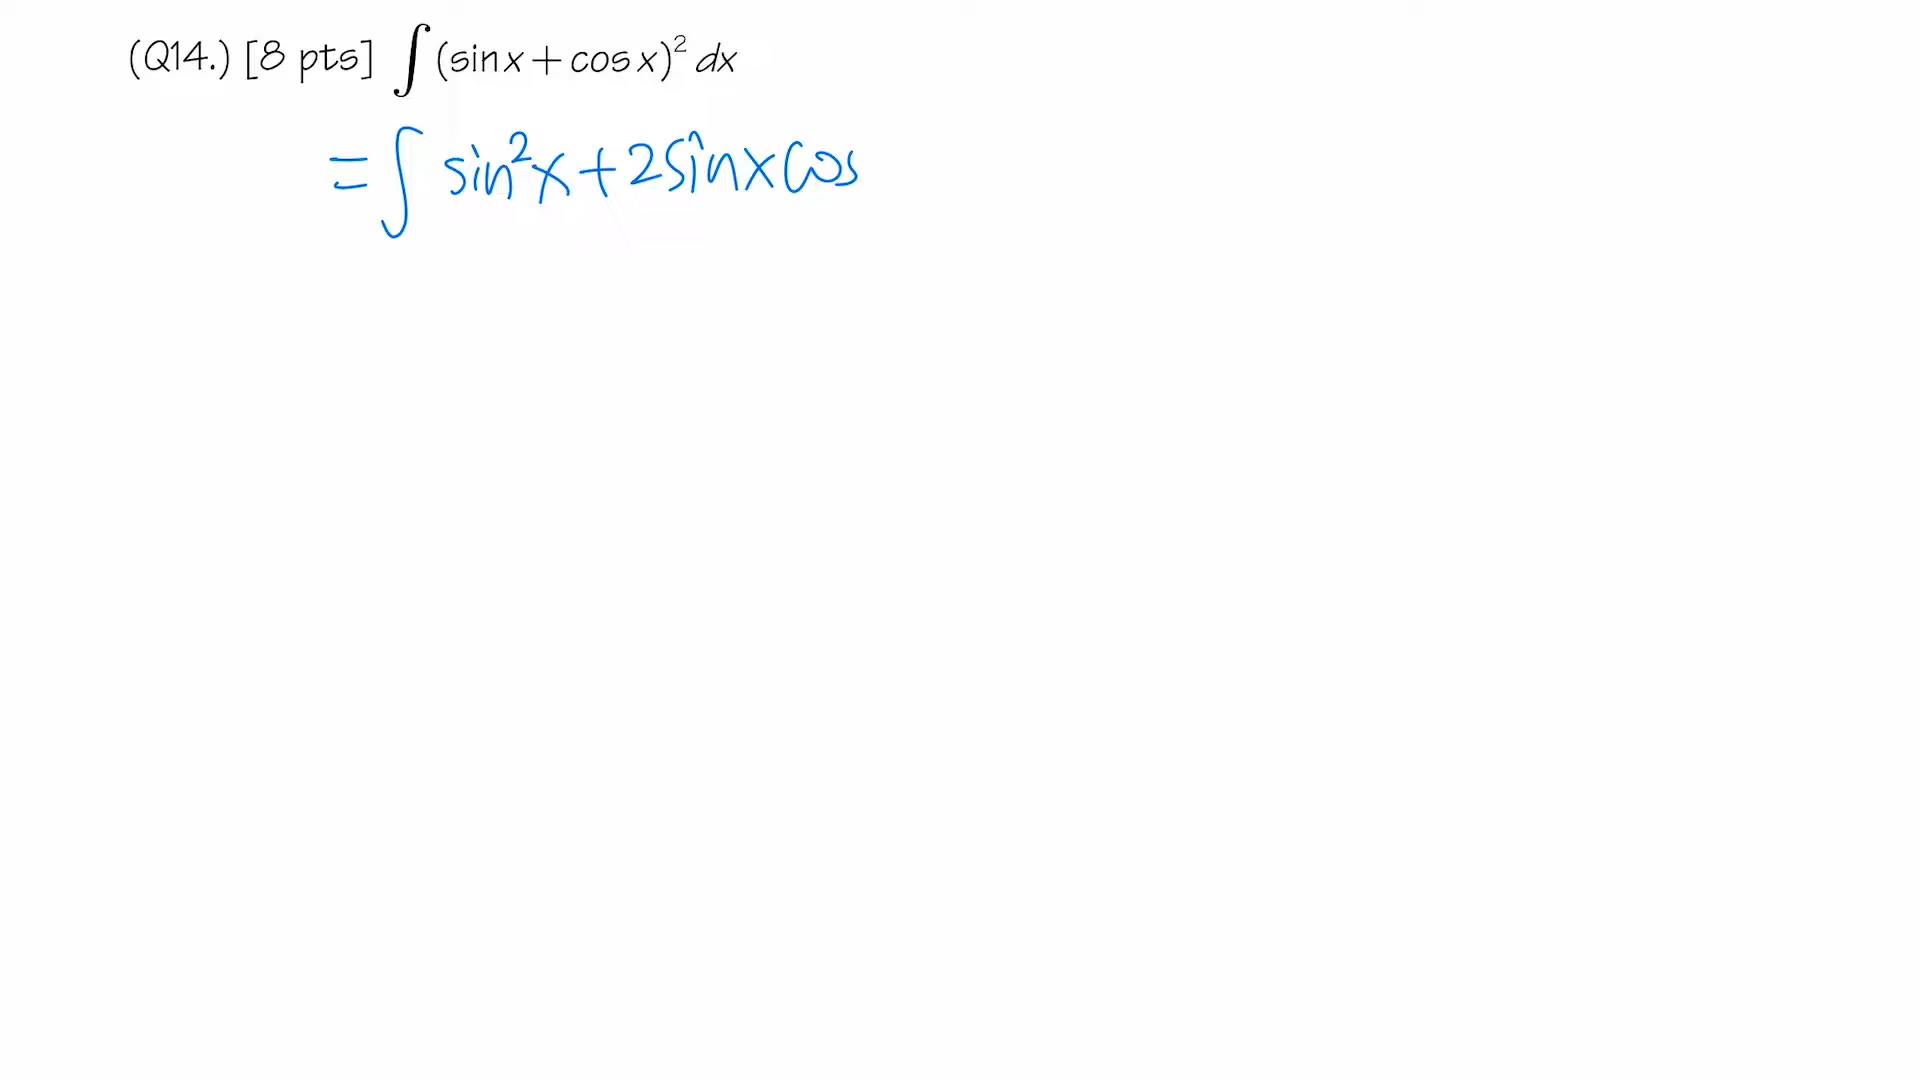 (Q14.) [8 pts] ∫(sin x + cos x)² dx
= ∫ sin²x + 2sinxcos